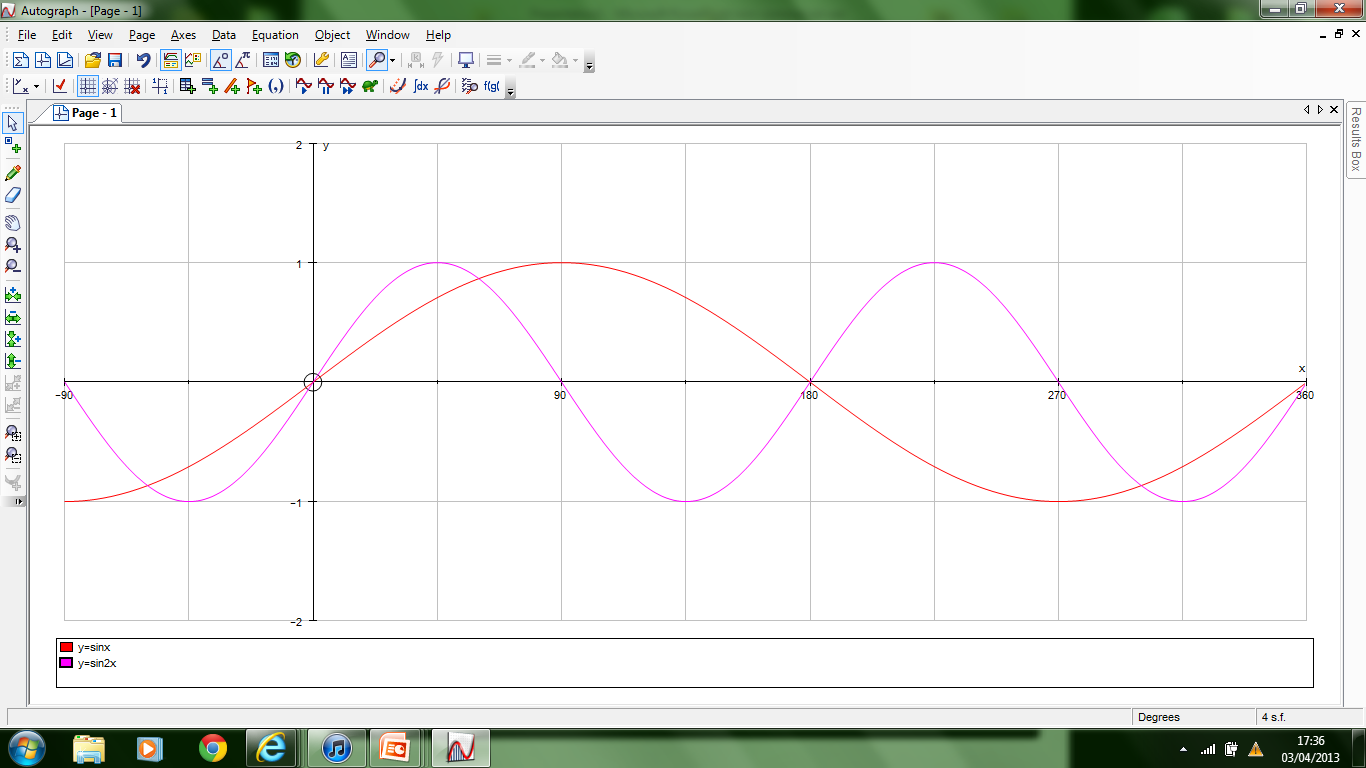 Autograph - [Page - 1]
File Edit View Page Axes Data Equation Object Window Help
∫dx f(g(
Page - 1
Results Box
2 y
1
x
-90 90 180 270 360
-1
-2
y=sinx
y=sin2x
Degrees 4 s.f.
17:36
03/04/2013